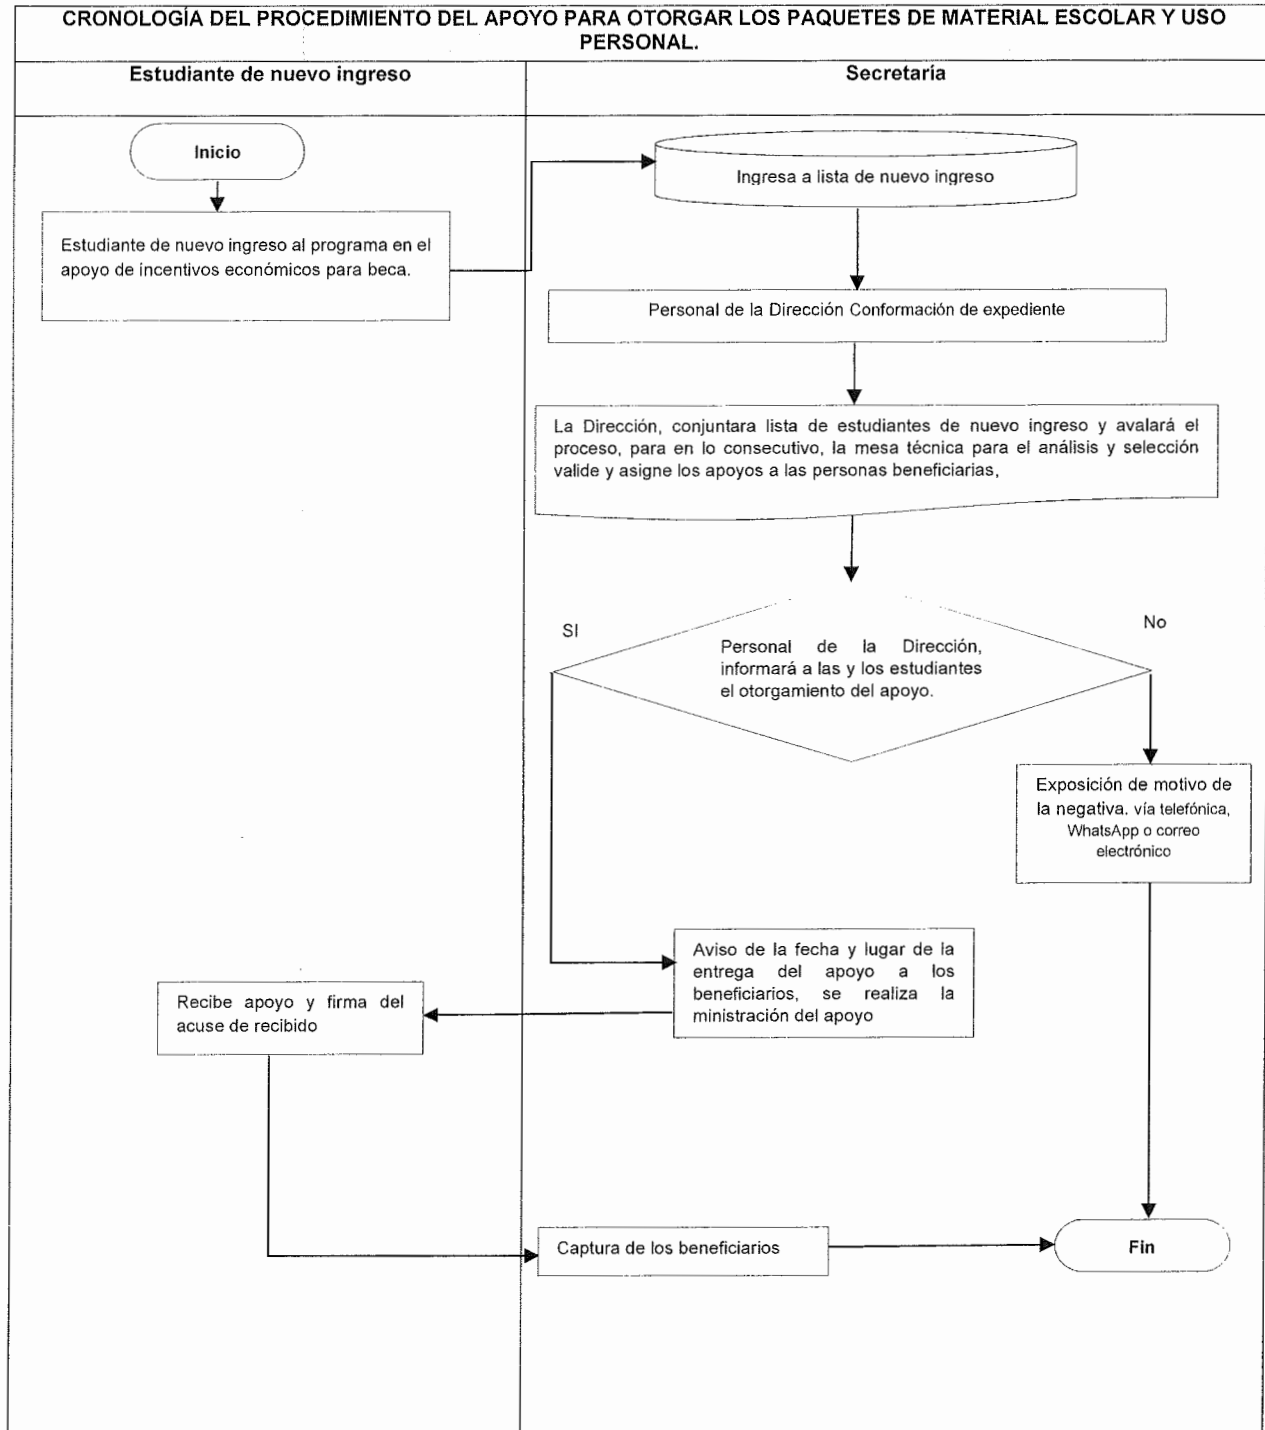 CRONOLOGÍA DEL PROCEDIMIENTO DEL APOYO PARA OTORGAR LOS PAQUETES DE MATERIAL ESCOLAR Y USO
PERSONAL.
Estudiante de nuevo ingreso
Secretaría
Inicio
Ingresa a lista de nuevo ingreso
Estudiante de nuevo ingreso al programa en el
apoyo de incentivos económicos para beca.
Personal de la Dirección Conformación de expediente
La Dirección, conjuntara lista de estudiantes de nuevo ingreso y avalará el
proceso, para en lo consecutivo, la mesa técnica para el análisis y selección
valide y asigne los apoyos a las personas beneficiarias,
SI
No
Personal de la Dirección,
informará a las y los estudiantes
el otorgamiento del apoyo.
Exposición de motivo de
la negativa. vía telefónica,
WhatsApp o correo
electrónico
Aviso de la fecha y lugar de la
entrega del apoyo a los
beneficiarios, se realiza la
ministración del apoyo
Recibe apoyo y firma del
acuse de recibido
Captura de los beneficiarios
Fin